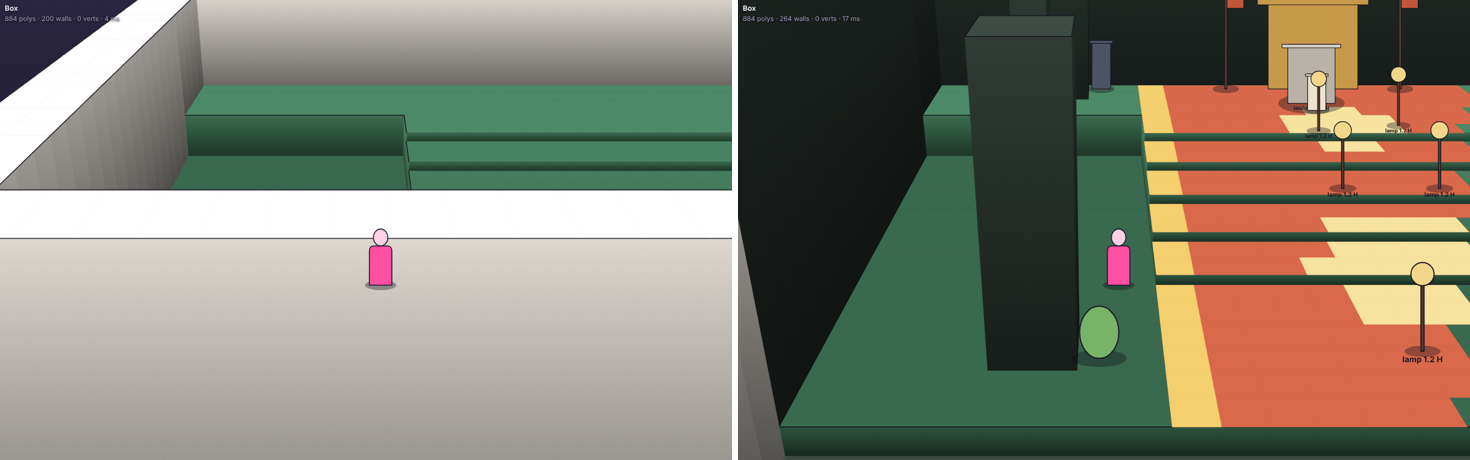 Box
884 polys · 200 walls · 0 verts · 4 ms
Box
884 polys · 264 walls · 0 verts · 17 ms
lamp 1.2 H
lamp 1.2 H
lamp 1.2 H
lamp 1.2 H